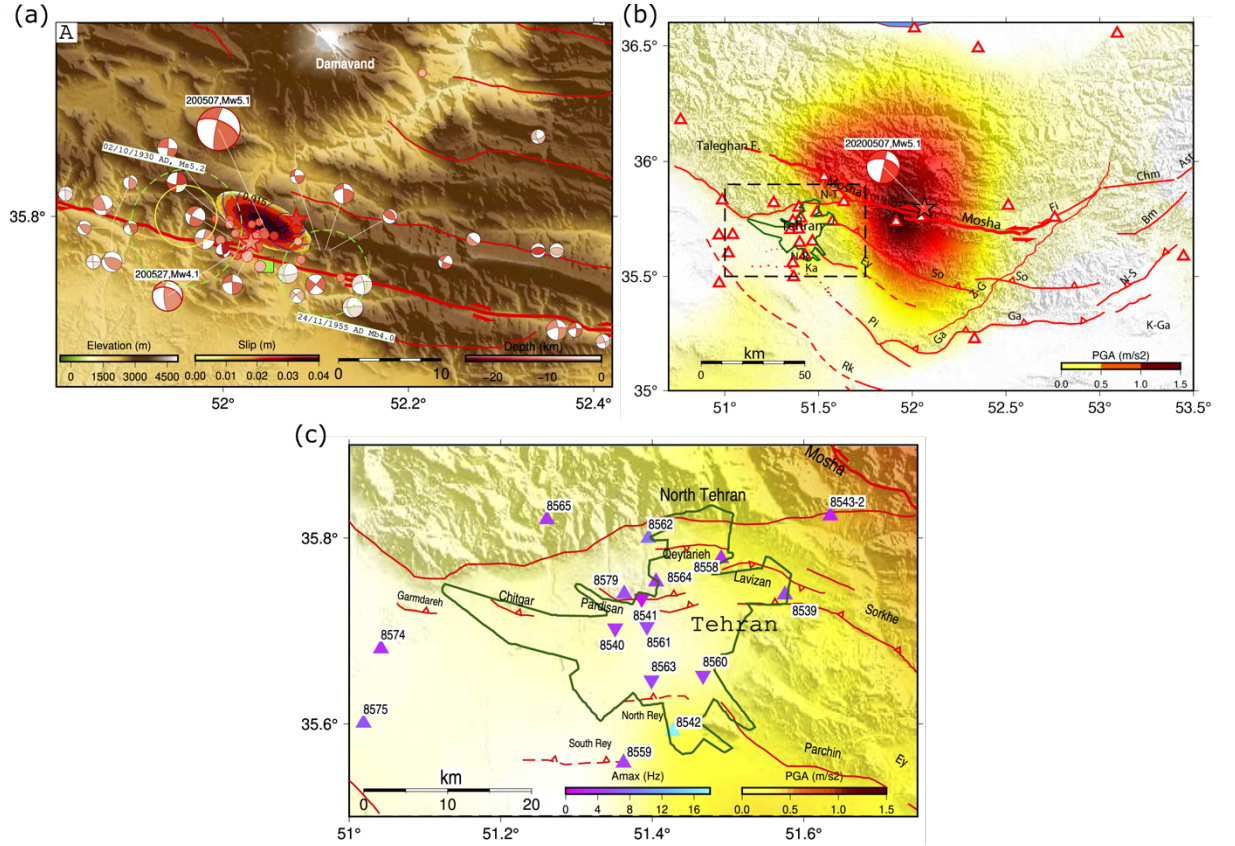 (a)
A
Damavand
200507,Mw5.1
02/10/1930 AD, Ms5.2
0.016
35.8°
200527,Mw4.1
24/11/1955 AD Mb4.0
Elevation (m)
0 1500 3000 4500
Slip (m)
0.00 0.01 0.02 0.03 0.04
0 10
Depth (km)
−20 −10 0
52° 52.2° 52.4°
(b)
36.5°
36°
35.5°
35°
20200507,Mw5.1
Taleghan F.
Mosha
N-T
Tehran
Mosha
Fi
Chm
Ast
Bm
Ka
Ey
So
So
Z-G
N-S
Pi
Ga
Ga
K-Ga
Rk
km
0 50
PGA (m/s2)
0.0 0.5 1.0 1.5
51° 51.5° 52° 52.5° 53° 53.5°
(c)
Mosha
North Tehran
8565
8543-2
8562
35.8°
Qeytarieh
8558
8579
8564
Lavizan
Garmdareh
Chitgar
Pardisan
8539
Sorkhe
8541
Tehran
8574
8540
8561
8563
8560
8575
35.6°
North Rey
8542
South Rey
8559
Parchin
Ey
km
0 10 20
Amax (Hz)
0 4 8 12 16
PGA (m/s2)
0.0 0.5 1.0 1.5
51° 51.2° 51.4° 51.6°